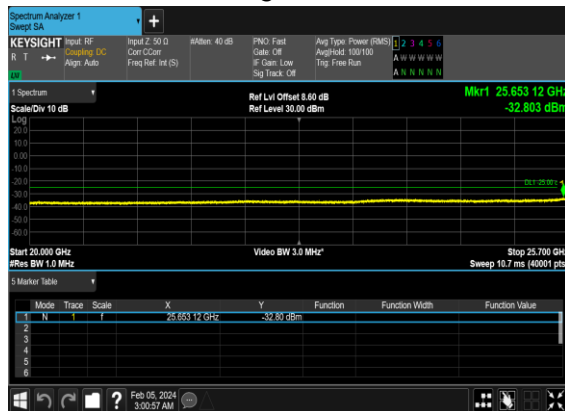 Spectrum Analyzer 1
Swept SA
+
KEYSIGHT Input: RF Input Z: 50 Ω #Atten: 40 dB PNO: Fast Avg Type: Power (RMS) 1 2 3 4 5 6
R T Coupling: DC Corr CCorr Gate: Off Avg|Hold: 100/100 A W W W W W
Align: Auto Freq Ref: Int (S) IF Gain: Low Trig: Free Run
Sig Track: Off A N N N N N
1 Spectrum
Ref Lvl Offset 8.60 dB Mkr1 25.653 12 GHz
Scale/Div 10 dB Ref Level 30.00 dBm -32.803 dBm
Log
20.0
10.0
0.00
-10.0
-20.0
DL1 -25.00
-30.0
-40.0
-50.0
-60.0
Start 20.000 GHz Video BW 3.0 MHz* Stop 25.700 GHz
#Res BW 1.0 MHz Sweep 10.7 ms (40001 pts)
5 Marker Table
Mode Trace Scale X Y Function Function Width Function Value
1 N 1 f 25.653 12 GHz -32.80 dBm
2
3
4
5
6
? Feb 05, 2024
3:00:57 AM